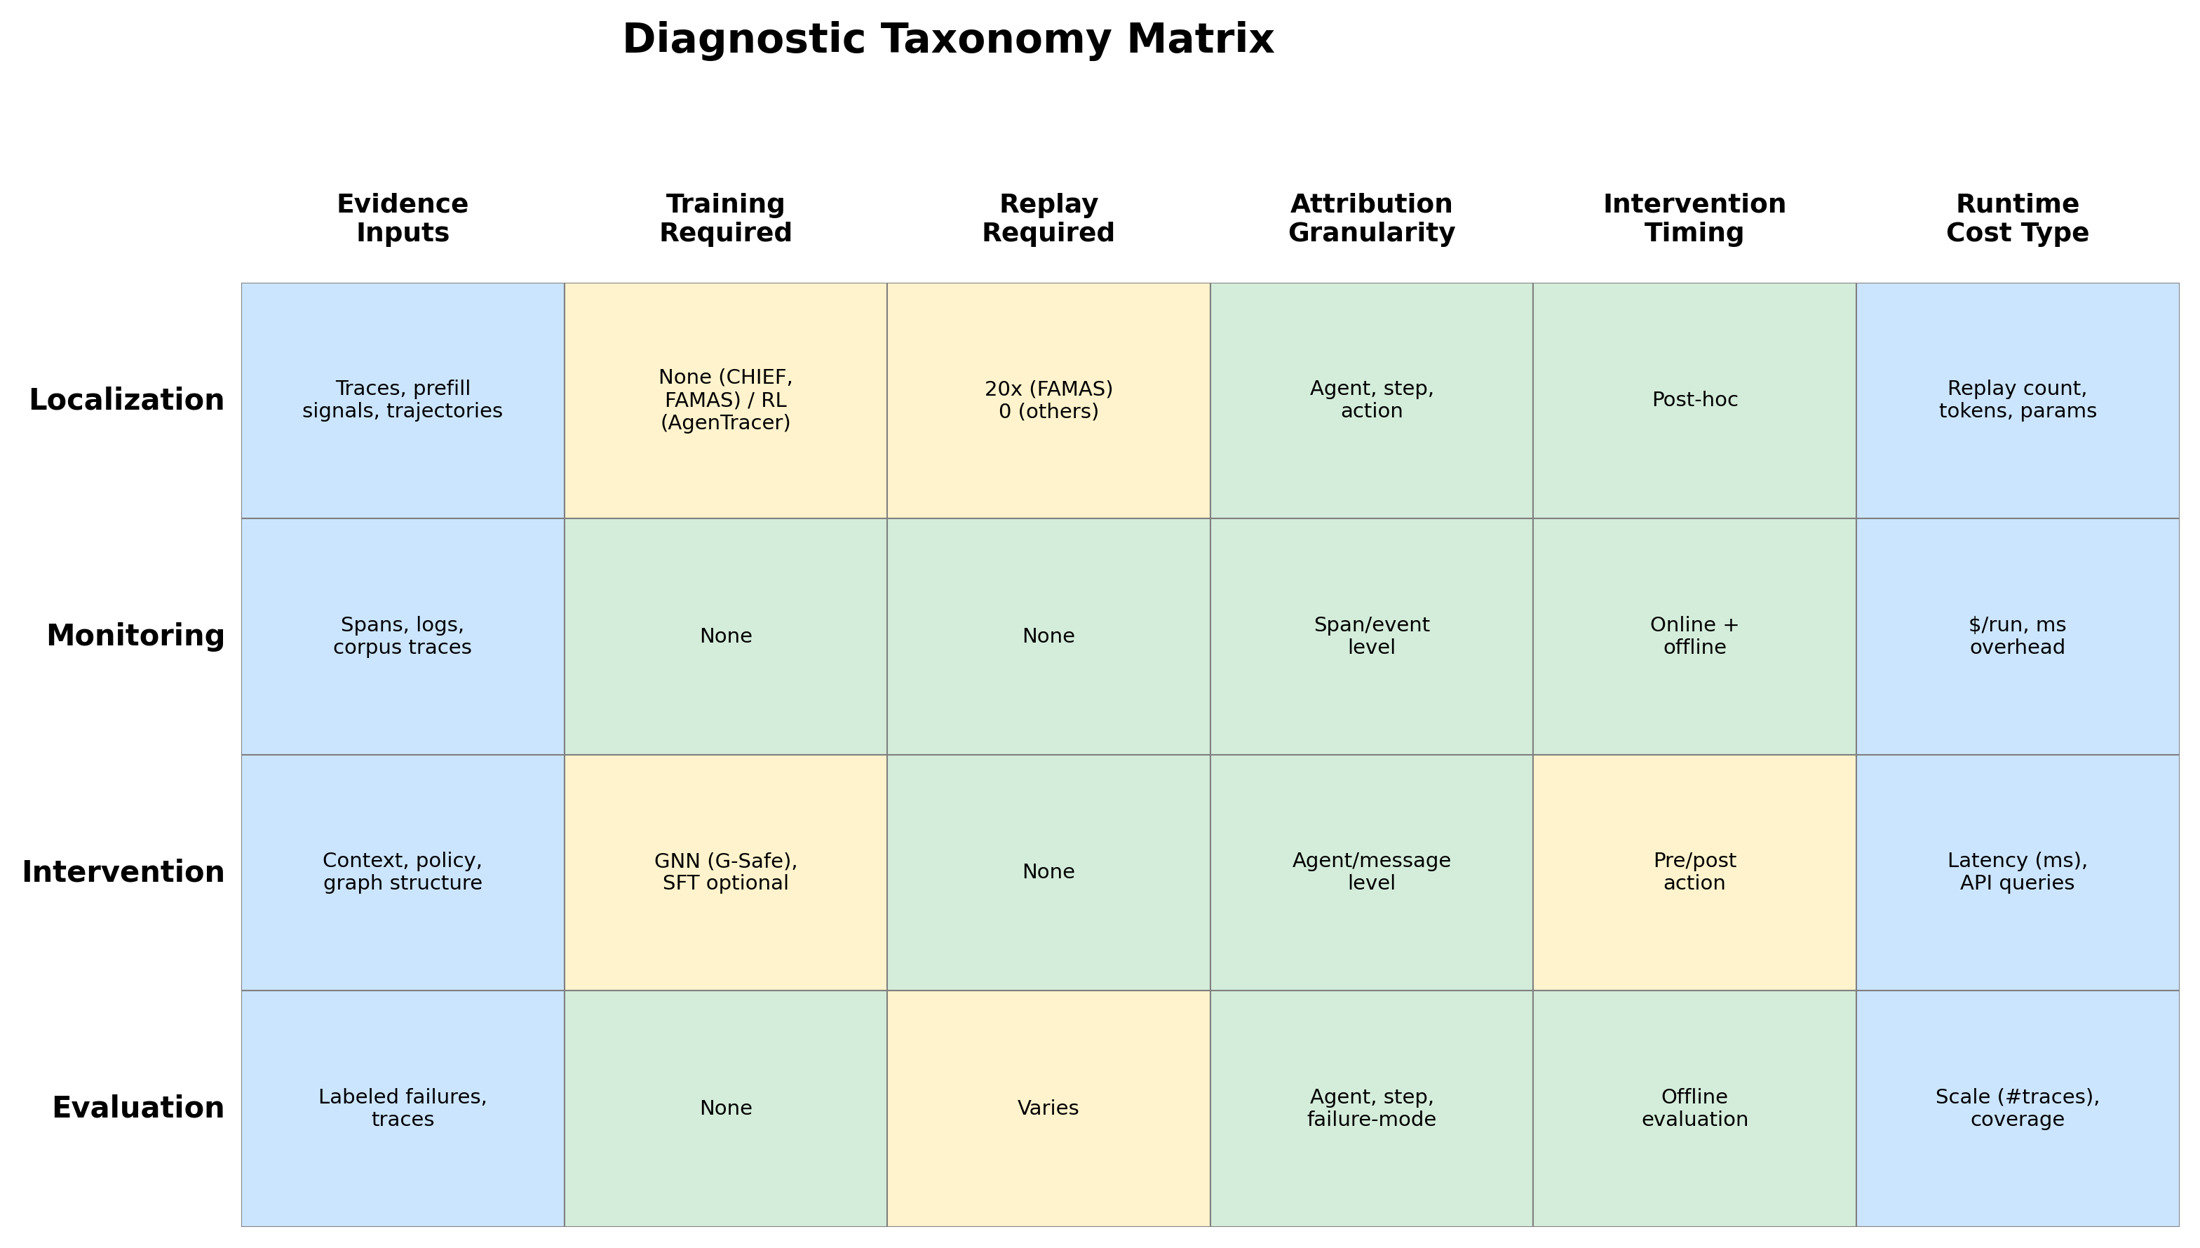 Diagnostic Taxonomy Matrix
Evidence
Inputs
Training
Required
Replay
Required
Attribution
Granularity
Intervention
Timing
Runtime
Cost Type
Localization
Traces, prefill
signals, trajectories
None (CHIEF,
FAMAS) / RL
(AgenTracer)
20x (FAMAS)
0 (others)
Agent, step,
action
Post-hoc
Replay count,
tokens, params
Monitoring
Spans, logs,
corpus traces
None
None
Span/event
level
Online +
offline
$/run, ms
overhead
Intervention
Context, policy,
graph structure
GNN (G-Safe),
SFT optional
None
Agent/message
level
Pre/post
action
Latency (ms),
API queries
Evaluation
Labeled failures,
traces
None
Varies
Agent, step,
failure-mode
Offline
evaluation
Scale (#traces),
coverage